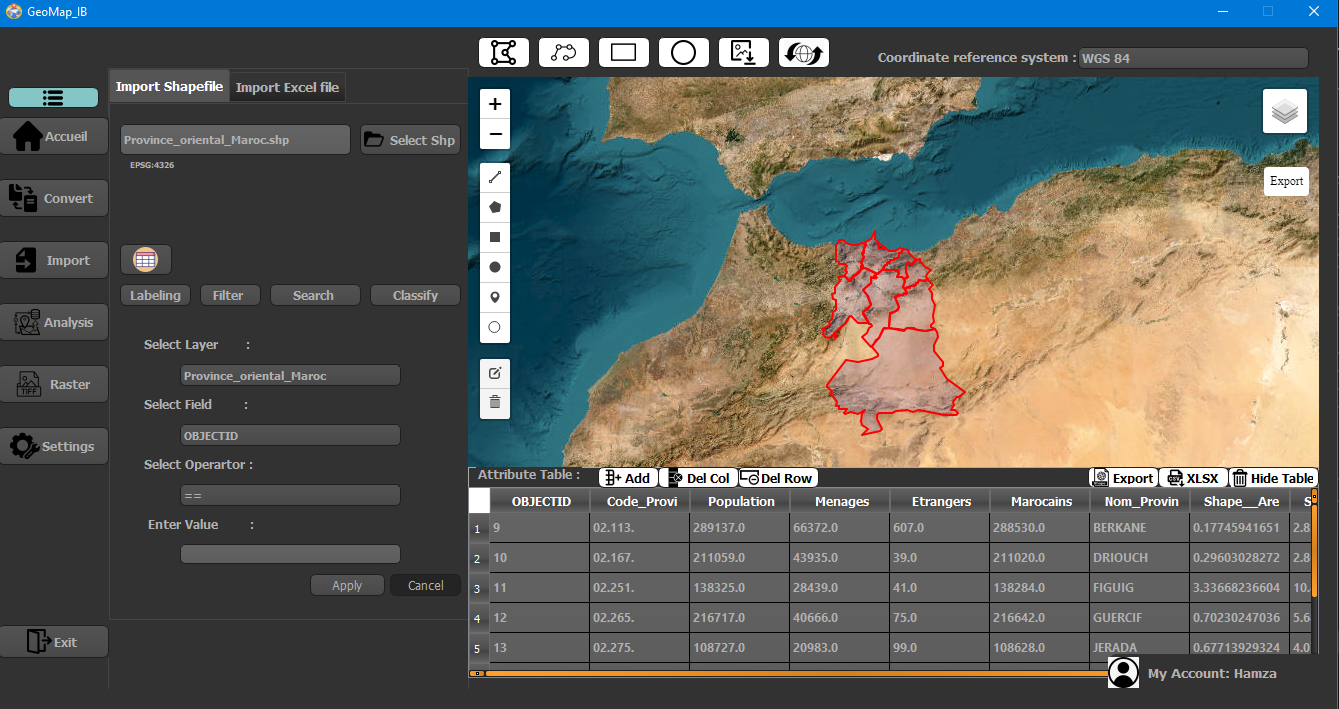 GeoMap_IB
Coordinate reference system : WGS 84
Import Shapefile Import Excel file
Province_oriental_Maroc.shp Select Shp
EPSG:4326
Accueil
Convert
Import
Analysis
TIFF Raster
Settings
Exit
Labeling Filter Search Classify
Select Layer :
Province_oriental_Maroc
Select Field :
OBJECTID
Select Operartor :
==
Enter Value :
Apply Cancel
+
−
Export
Attribute Table : Add Del Col Del Row Export XLSX Hide Table
OBJECTID Code_Provi Population Menages Etrangers Marocains Nom_Provin Shape__Are S
1 9 02.113. 289137.0 66372.0 607.0 288530.0 BERKANE 0.17745941651 2.8
2 10 02.167. 211059.0 43935.0 39.0 211020.0 DRIOUCH 0.29603028272 2.8
3 11 02.251. 138325.0 28439.0 41.0 138284.0 FIGUIG 3.33668236604 10.
4 12 02.265. 216717.0 40666.0 75.0 216642.0 GUERCIF 0.70230247036 5.6
5 13 02.275. 108727.0 20983.0 99.0 108628.0 JERADA 0.67713929324 4.0
My Account: Hamza